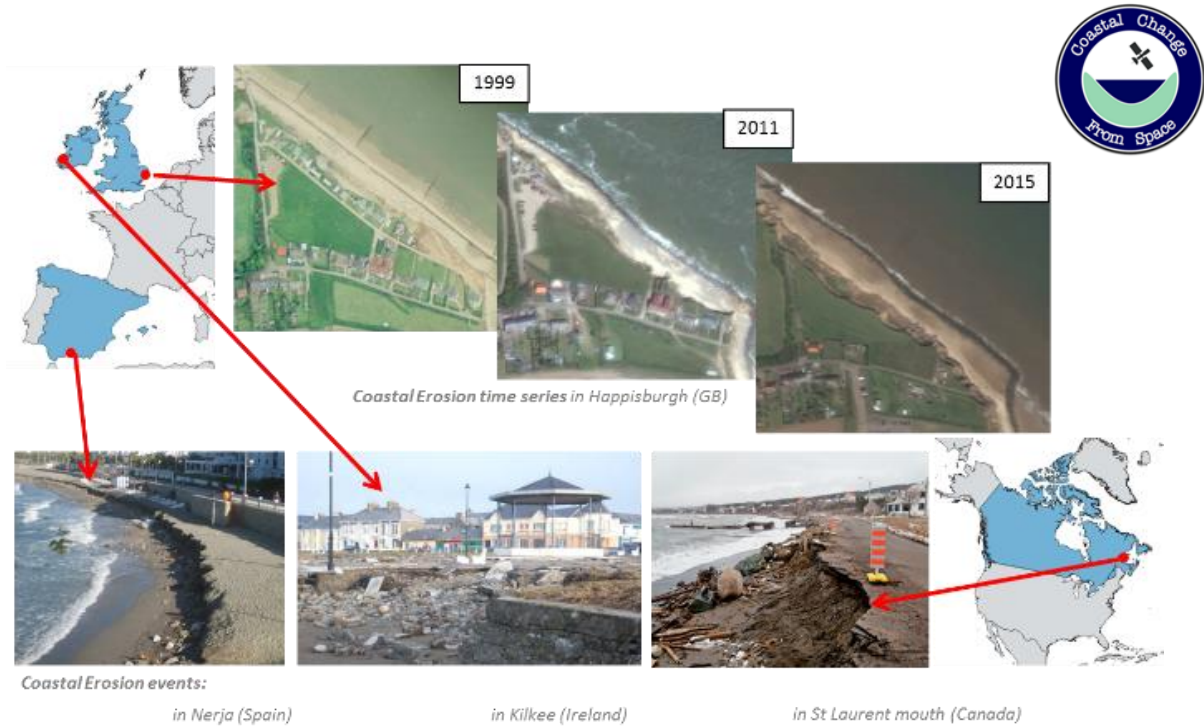 Coastal Change
From Space
1999
2011
2015
Coastal Erosion time series in Happisburgh (GB)
Coastal Erosion events:
in Nerja (Spain)
in Kilkee (Ireland)
in St Laurent mouth (Canada)